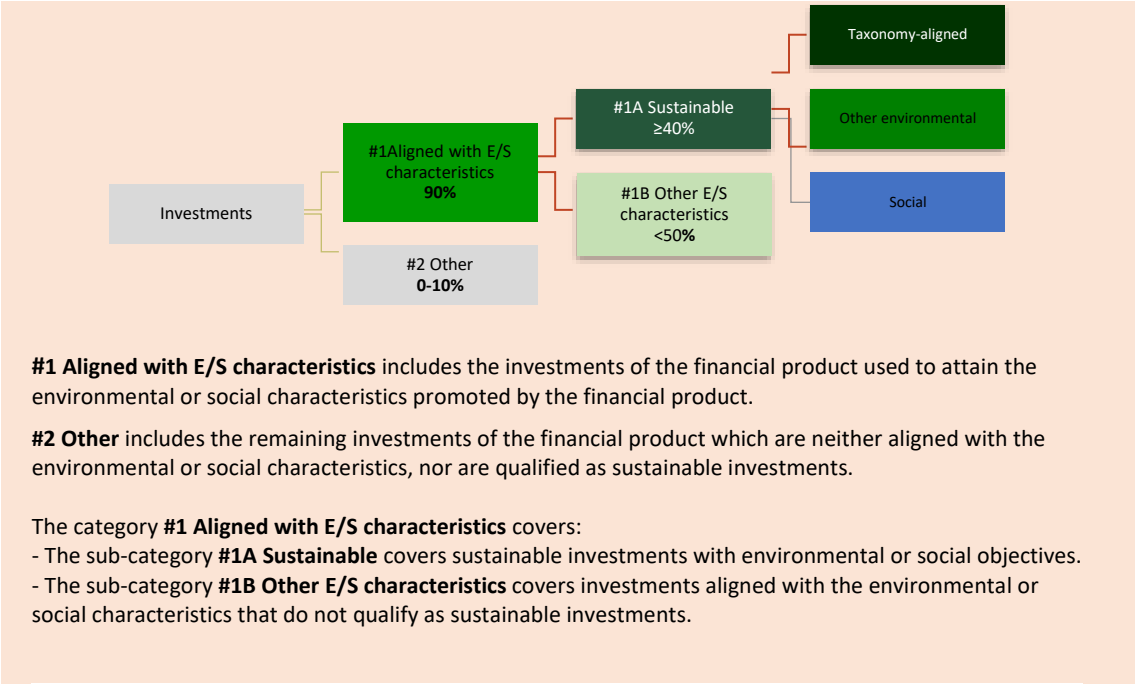 Taxonomy-aligned
#1A Sustainable
≥40%
Other environmental
#1Aligned with E/S
characteristics
90%
#1B Other E/S
characteristics
<50%
Social
Investments
#2 Other
0-10%
#1 Aligned with E/S characteristics includes the investments of the financial product used to attain the
environmental or social characteristics promoted by the financial product.
#2 Other includes the remaining investments of the financial product which are neither aligned with the
environmental or social characteristics, nor are qualified as sustainable investments.
The category #1 Aligned with E/S characteristics covers:
- The sub-category #1A Sustainable covers sustainable investments with environmental or social objectives.
- The sub-category #1B Other E/S characteristics covers investments aligned with the environmental or
social characteristics that do not qualify as sustainable investments.